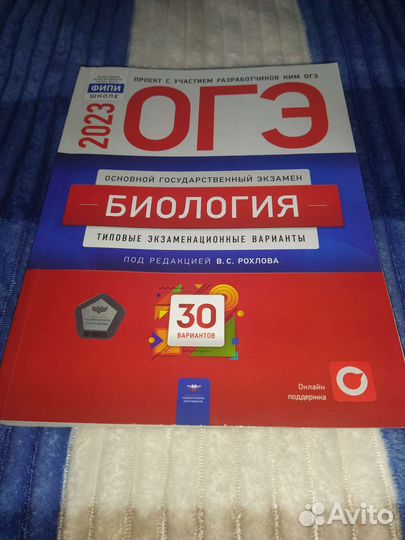 ПРОЕКТ С УЧАСТИЕМ РАЗРАБОТЧИКОВ КИМ ОГЭ
ФИПИ
ШКОЛЕ
2023
ОГЭ
ОСНОВНОЙ ГОСУДАРСТВЕННЫЙ ЭКЗАМЕН
БИОЛОГИЯ
ТИПОВЫЕ ЭКЗАМЕНАЦИОННЫЕ ВАРИАНТЫ
ПОД РЕДАКЦИЕЙ В.С. РОХЛОВА
30
ВАРИАНТОВ
Онлайн
поддержка
Avito